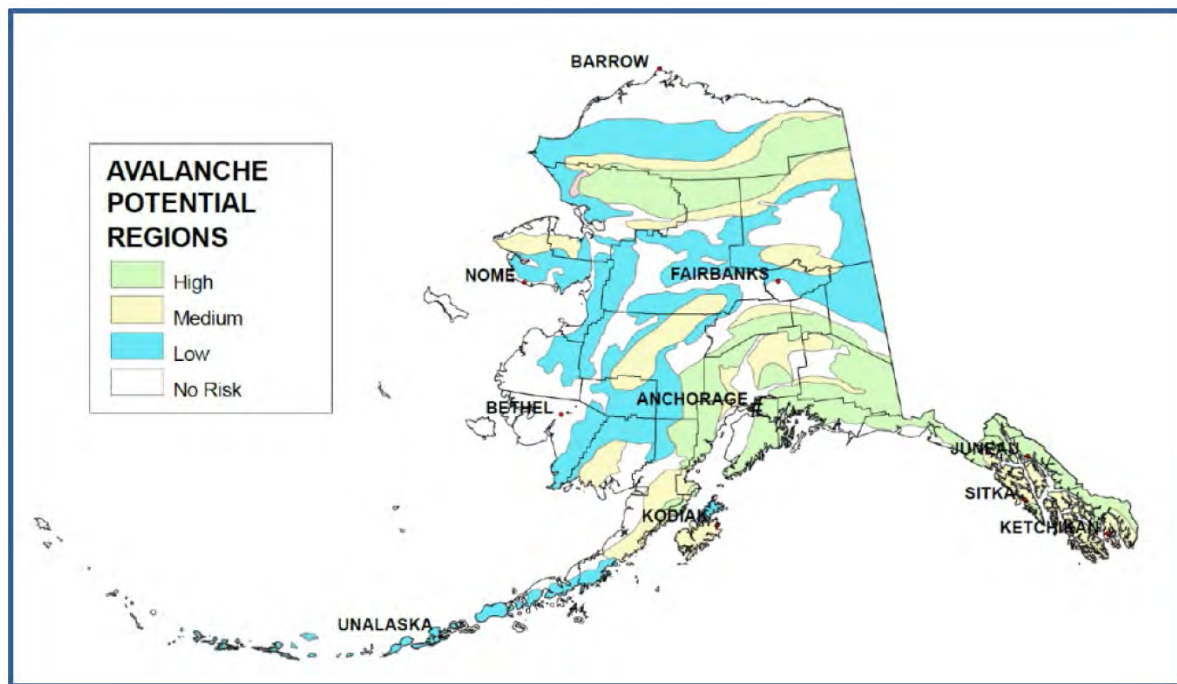 BARROW
AVALANCHE
POTENTIAL
REGIONS
High
Medium
Low
No Risk
NOME
FAIRBANKS
BETHEL
ANCHORAGE
JUNEAU
SITKA
KETCHIKAN
KODIAK
UNALASKA